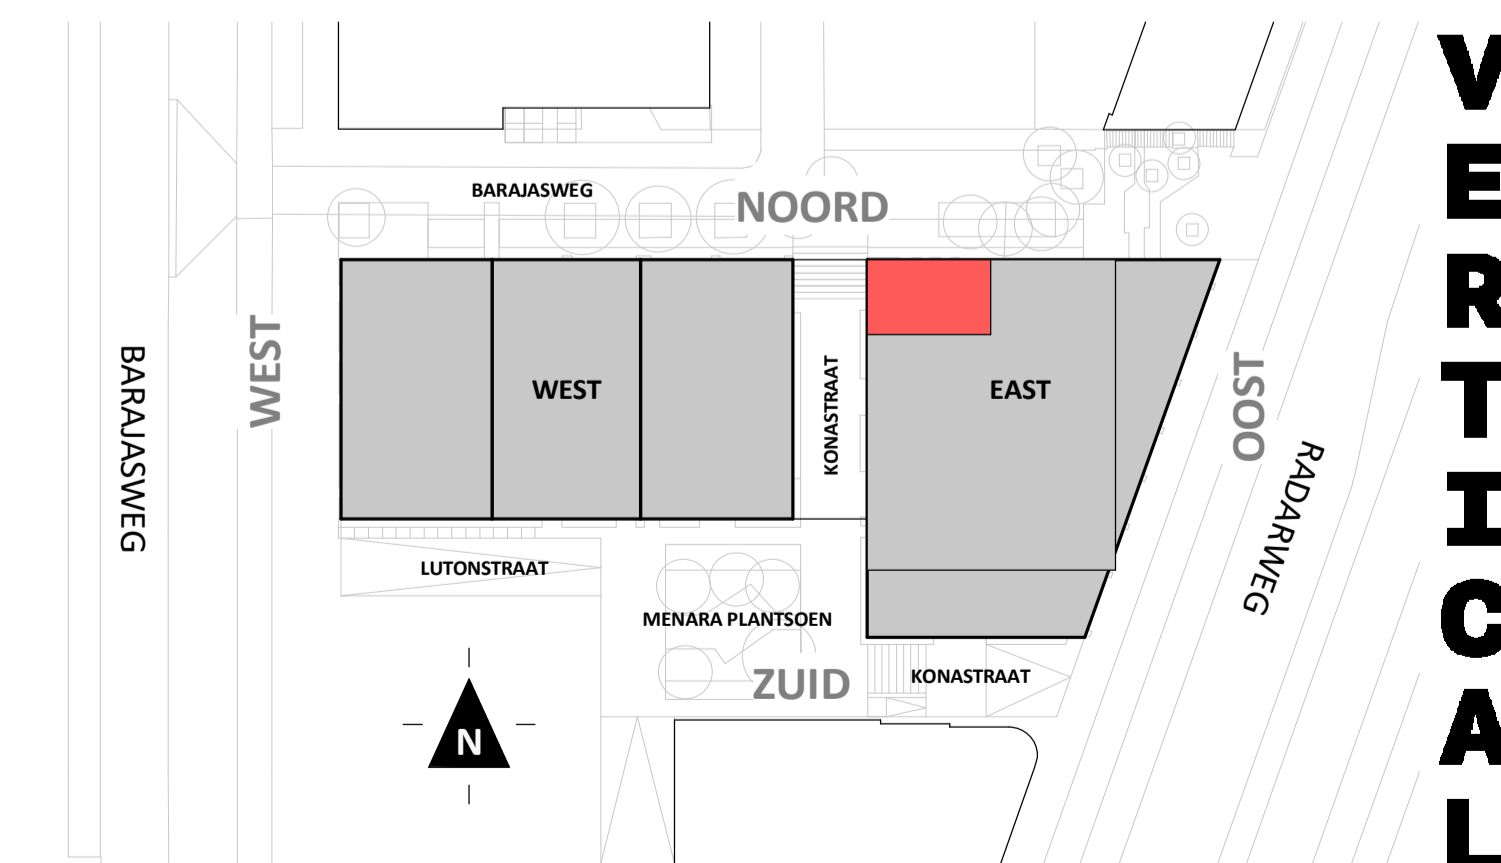 BARAJASWEG
NOORD
WEST
BARAJASWEG
WEST
KONASTRAAT
EAST
OOST
RADARWEG
LUTONSTRAAT
MENARA PLANTSOEN
ZUID
KONASTRAAT
N
VERTICAL